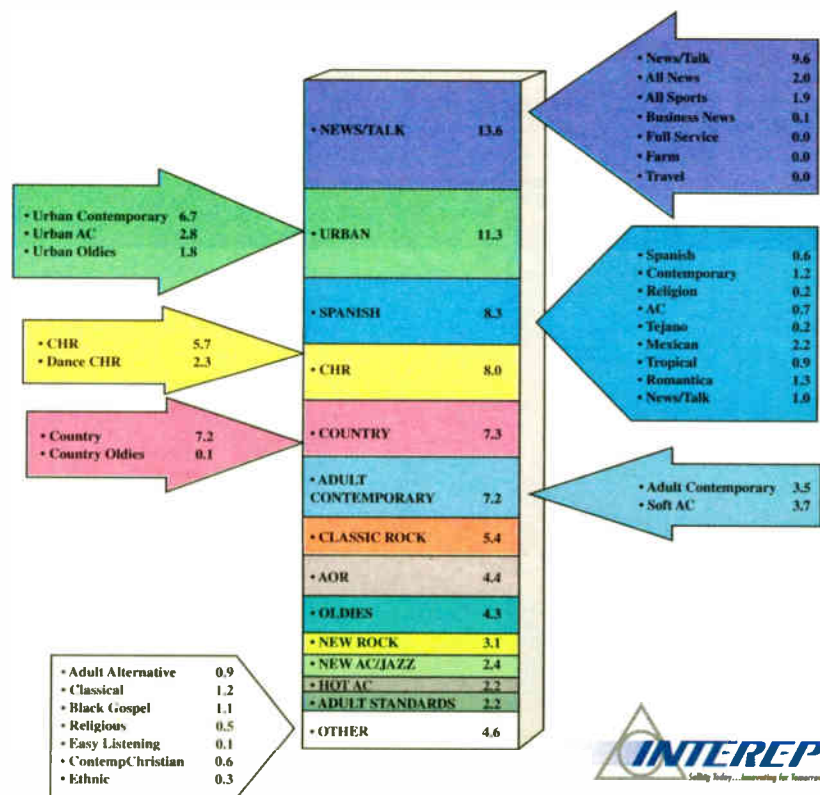 • NEWS/TALK 13.6
• URBAN 11.3
• SPANISH 8.3
• CHR 8.0
• COUNTRY 7.3
• ADULT
CONTEMPORARY 7.2
• CLASSIC ROCK 5.4
• AOR 4.4
• OLDIES 4.3
• NEW ROCK 3.1
• NEW AC/JAZZ 2.4
• HOT AC 2.2
• ADULT STANDARDS 2.2
• OTHER 4.6
• News/Talk 9.6
• All News 2.0
• All Sports 1.9
• Business News 0.1
• Full Service 0.0
• Farm 0.0
• Travel 0.0
• Urban Contemporary 6.7
• Urban AC 2.8
• Urban Oldies 1.8
• Spanish 0.6
• Contemporary 1.2
• Religion 0.2
• AC 0.7
• Tejano 0.2
• Mexican 2.2
• Tropical 0.9
• Romantica 1.3
• News/Talk 1.0
• CHR 5.7
• Dance CHR 2.3
• Country 7.2
• Country Oldies 0.1
• Adult Contemporary 3.5
• Soft AC 3.7
• Adult Alternative 0.9
• Classical 1.2
• Black Gospel 1.1
• Religious 0.5
• Easy Listening 0.1
• ContempChristian 0.6
• Ethnic 0.3
INTEREP
Selling Today...Innovating for Tomorrow